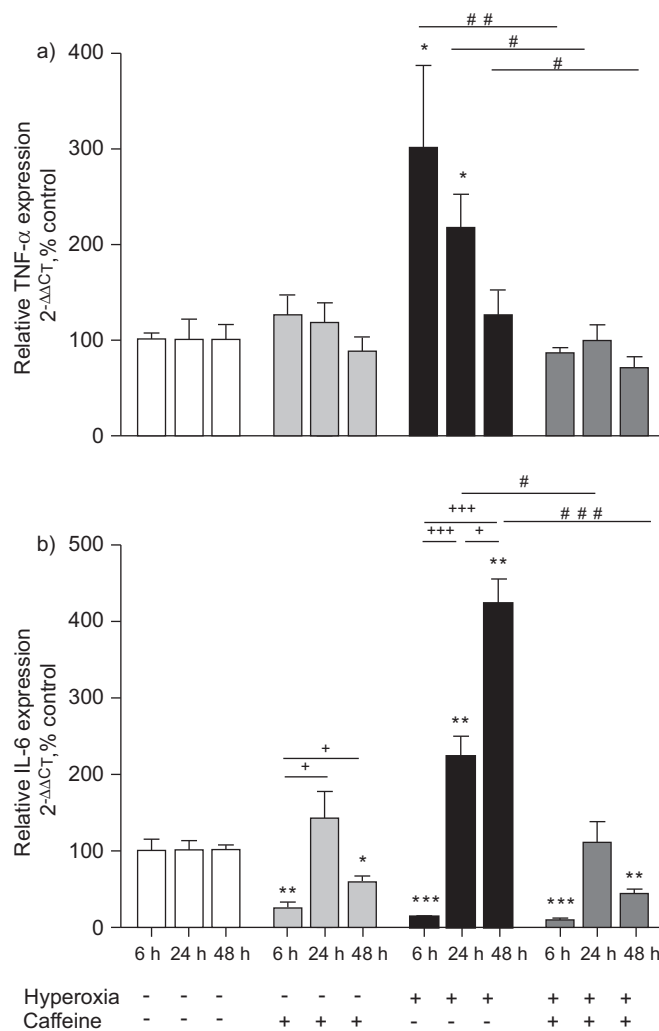 # #
a)
*
#
#
400
300
*
200
100
0
Relative TNF-α expression
2-ΔΔCT, % control
#
+++
# # #
b)
+++ +
500
**
400
300
**
200
+
+
100
** * *** *** **
0
Relative IL-6 expression
2-ΔΔCT, % control
6 h 24 h 48 h 6 h 24 h 48 h 6 h 24 h 48 h 6 h 24 h 48 h
Hyperoxia - - - - - - + + + + + +
Caffeine - - - + + + - - - + + +